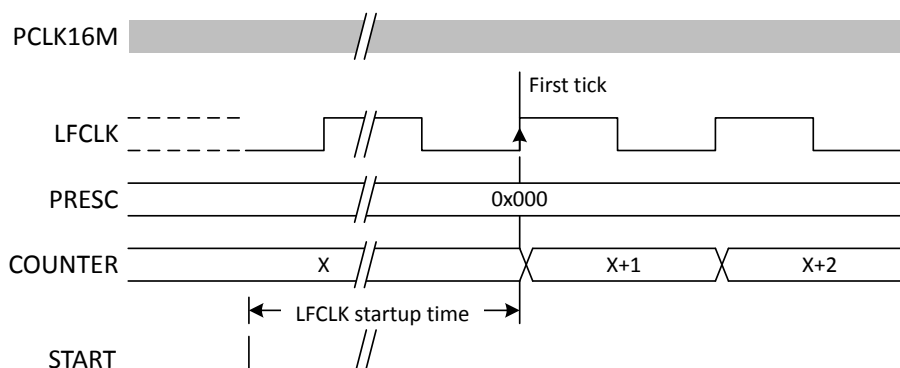 PCLK16M
First tick
LFCLK
PRESC
0x000
COUNTER
X
X+1
X+2
LFCLK startup time
START